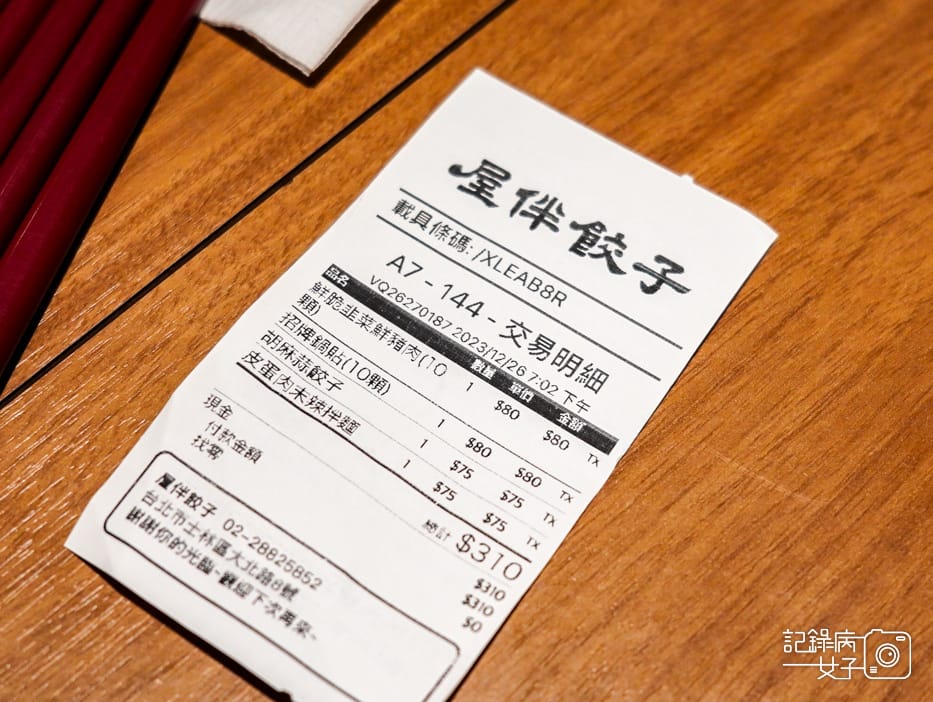 屋伴餃子
載具條碼: /XLEAB8R
A7 - 144 - 交易明細
VQ26270187 2023/12/26 7:02 下午
品名 數量 單價 金額
鮮脆韭菜鮮豬肉(10 1 $80 $80 TX
顆)
招牌鍋貼(10顆) 1 $80 $80 TX
胡麻蒜餃子 1 $75 $75 TX
皮蛋肉末辣拌麵 1 $75 $75 TX
總計 $310
現金 $310
付款金額 $310
找零 $0
屋伴餃子 02-28825852
台北市士林區大北路8號
謝謝你的光臨、歡迎下次再來~
記錄病
女子